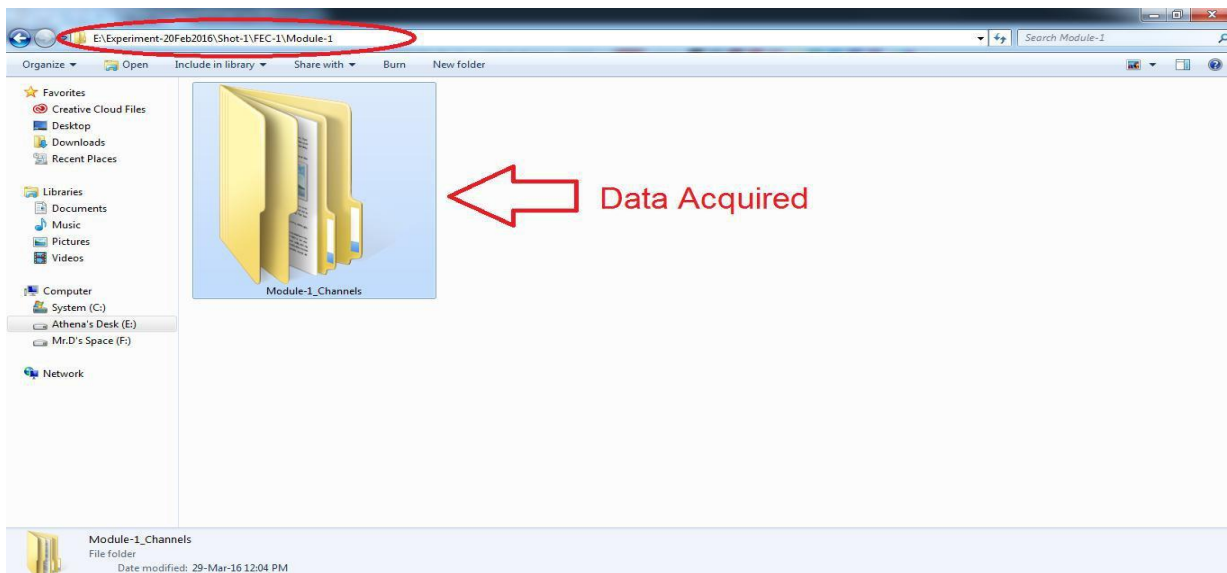 E:\Experiment-20Feb2016\Shot-1\FEC-1\Module-1
Search Module-1
Organize Open Include in library Share with Burn New folder
Favorites
Creative Cloud Files
Desktop
Downloads
Recent Places
Libraries
Documents
Music
Pictures
Videos
Computer
System (C:)
Athena's Desk (E:)
Mr.D's Space (F:)
Network
Module-1_Channels
Data Acquired
Module-1_Channels
File folder
Date modified: 29-Mar-16 12:04 PM